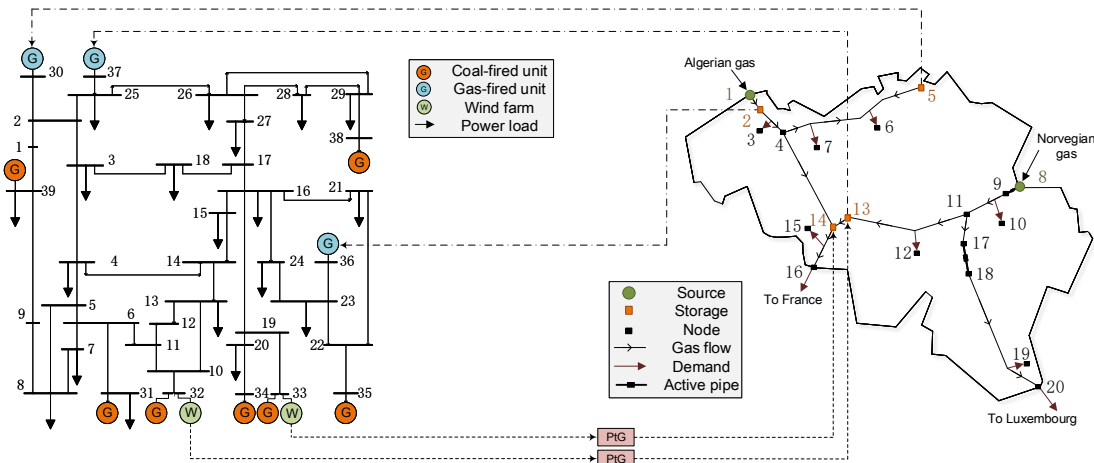 G
G
30
37
25
26
28
29
2
27
38
1
G
G
39
3
18
17
16
21
15
G
4
14
24
36
5
13
23
9
6
12
19
7
11
20
22
8
10
31
32
34
33
35
G
G
W
G
G
W
G
G Coal-fired unit
G Gas-fired unit
W Wind farm
Power load
PtG
PtG
Algerian gas
1
2
3
4
5
6
7
Norvegian
gas
8
9
10
11
12
13
14
15
16
17
18
19
20
To France
To Luxembourg
Source
Storage
Node
Gas flow
Demand
Active pipe